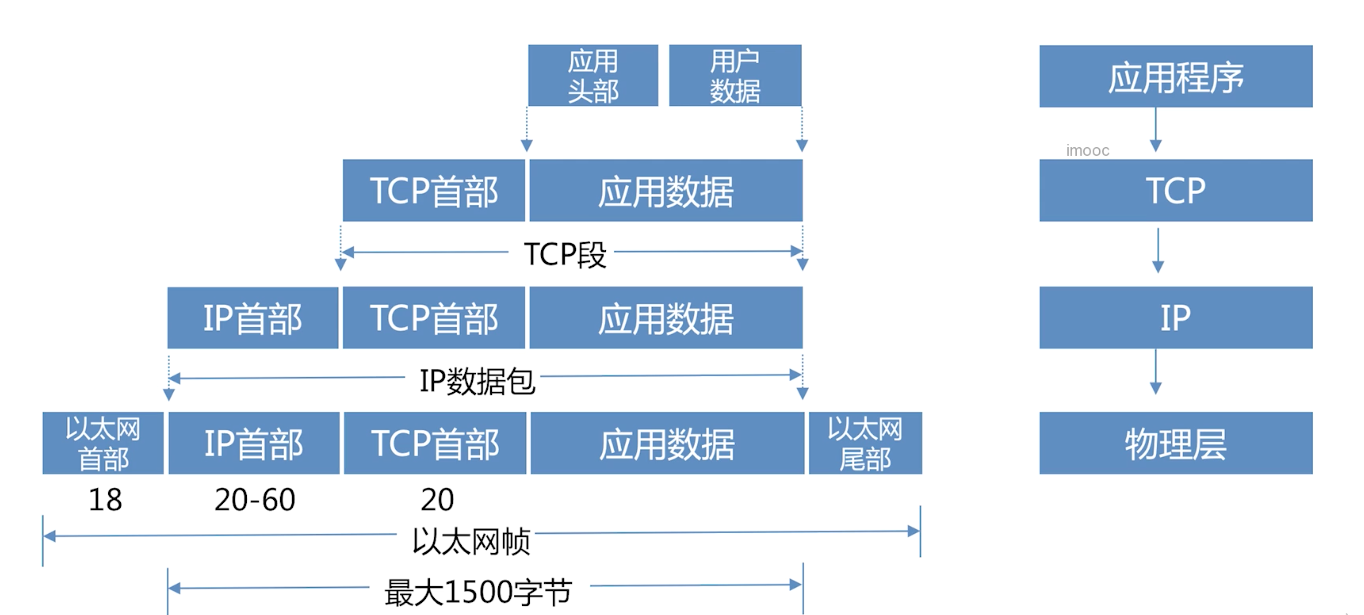 应用
头部
用户
数据
应用程序
imooc
TCP首部
应用数据
TCP
TCP段
IP首部
TCP首部
应用数据
IP
IP数据包
以太网
首部
IP首部
TCP首部
应用数据
以太网
尾部
物理层
18
20-60
20
以太网帧
最大1500字节